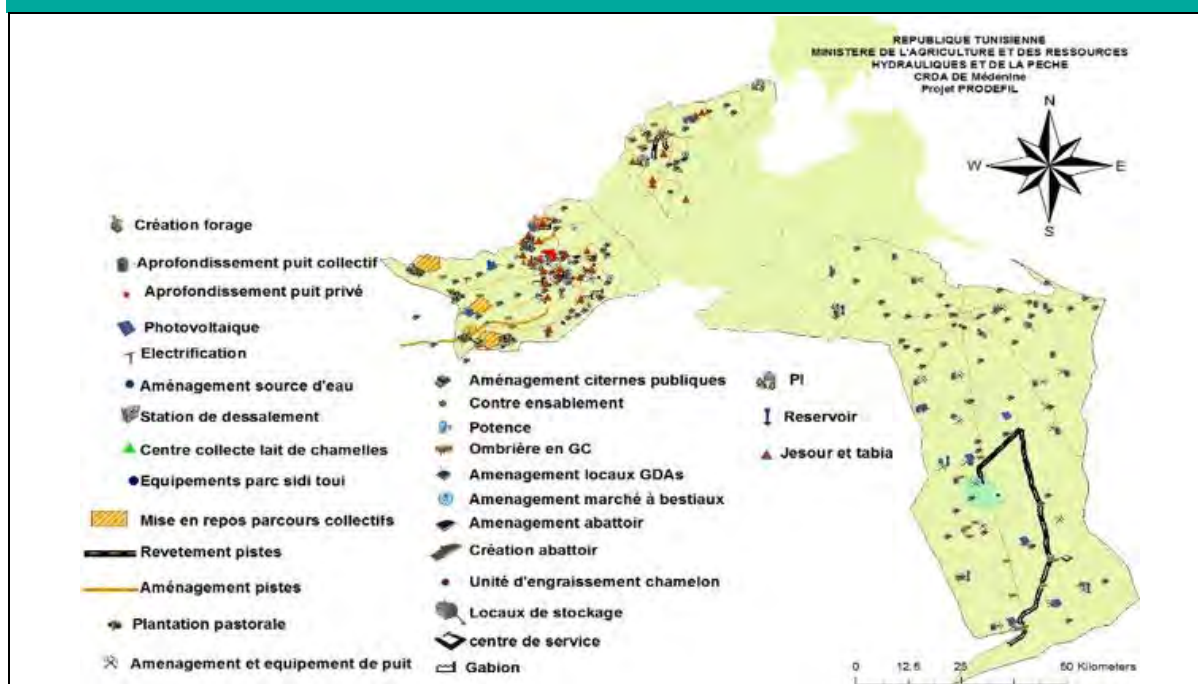 REPUBLIQUE TUNISIENNE
MINISTERE DE L'AGRICULTURE ET DES RESSOURCES
HYDRAULIQUES ET DE LA PECHE
CRDA DE Médenine
Projet PRODEFIL
N
W
E
S
Création forage
Aprofondissement puit collectif
Aprofondissement puit privé
Photovoltaique
Electrification
Aménagement source d'eau
Station de dessalement
Centre collecte lait de chamelles
Equipements parc sidi toui
Mise en repos parcours collectifs
Revetement pistes
Aménagement pistes
Plantation pastorale
Amenagement et equipement de puit
Aménagement citernes publiques
Contre ensablement
Potence
Ombrière en GC
Amenagement locaux GDAs
Amenagement marché à bestiaux
Amenagement abattoir
Création abattoir
Unité d'engraissement chamelon
Locaux de stockage
centre de service
Gabion
PI
Reservoir
Jesour et tabia
0 12.5 25 50 Kilometers